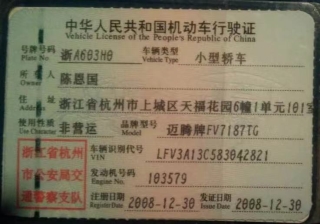 中华人民共和国机动车行驶证
Vehicle License of the People's Republic of China
号牌号码 浙A603H0 车辆类型 小型轿车
Plate No. Vehicle Type
所有人 陈恩国
住址 浙江省杭州市上城区天福花园6幢1单元101室
使用性质 非营运 品牌型号 迈腾牌FV7187TG
Use Character Model
浙江省杭州
市公安局交
通警察支队
车辆识别代号 LFV3A13C583042821
VIN
发动机号码 103579
Engine No.
注册日期 2008-12-30 发证日期 2008-12-30
Register Date Issue Date